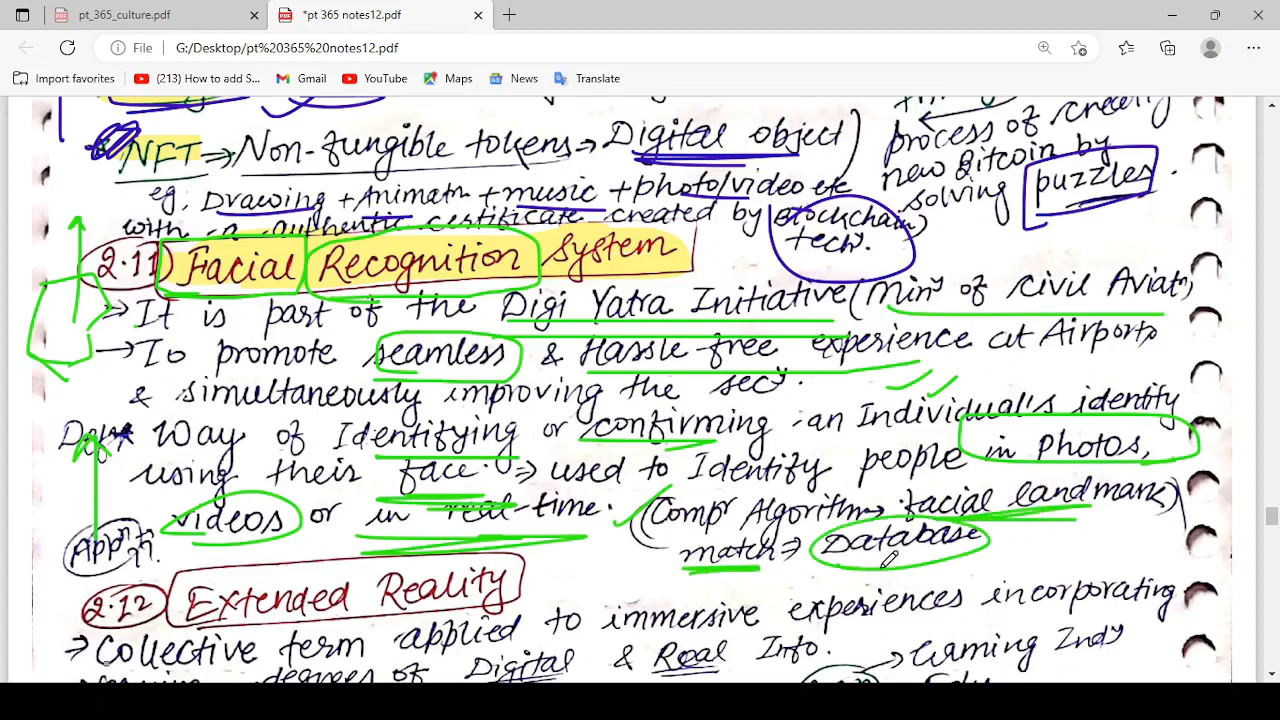 pt_365_culture.pdf
*pt 365 notes12.pdf
File
G:/Desktop/pt%20365%20notes12.pdf
Import favorites
(213) How to add S...
Gmail
YouTube
Maps
News
Translate
process of creating
new Bitcoin by
solving puzzles.
NFT ⇒ Non-fungible tokens → Digital object
eg. Drawing + Animatn + music + photo/video etc
with a authentic certificate created by Blockchain
techy.
2.11 Facial Recognition System
→ It is part of the Digi Yatra Initiative (Miny of Civil Aviatn)
→ To promote seamless & Hassle free experience at Airports
& simultaneously improving the secy.
Defn Way of Identifying or confirming an Individual's identity
using their face. ⇒ used to Identify people in Photos,
videos or in real-time. (Compr Algorithm → facial landmark)
match ⇒ Database
Appn
2.12 Extended Reality
⇒ Collective term applied to immersive experiences incorporating
degrees of Digital & Real Info.
→ Gaming Indy